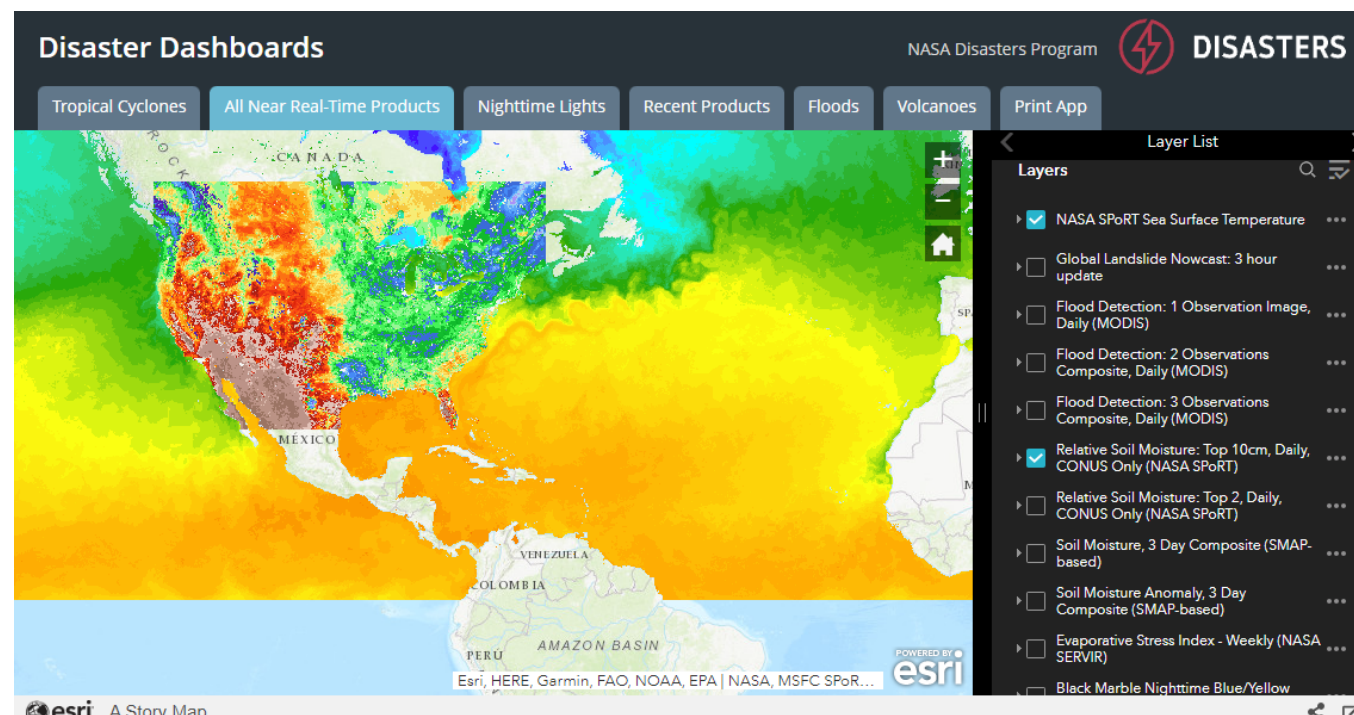 Disaster Dashboards
NASA Disasters Program
DISASTERS
Tropical Cyclones
All Near Real-Time Products
Nighttime Lights
Recent Products
Floods
Volcanoes
Print App
Layer List
Layers
NASA SPoRT Sea Surface Temperature
Global Landslide Nowcast: 3 hour
update
Flood Detection: 1 Observation Image,
Daily (MODIS)
Flood Detection: 2 Observations
Composite, Daily (MODIS)
Flood Detection: 3 Observations
Composite, Daily (MODIS)
Relative Soil Moisture: Top 10cm, Daily,
CONUS Only (NASA SPoRT)
Relative Soil Moisture: Top 2, Daily,
CONUS Only (NASA SPoRT)
Soil Moisture, 3 Day Composite (SMAP-
based)
Soil Moisture Anomaly, 3 Day
Composite (SMAP-based)
Evaporative Stress Index - Weekly (NASA
SERVIR)
Black Marble Nighttime Blue/Yellow
CANADA
MÉXICO
VENEZUELA
COLOMBIA
AMAZON BASIN
PERÚ
POWERED BY
esri
Esri, HERE, Garmin, FAO, NOAA, EPA | NASA, MSFC SPoR...
esri A Story Map